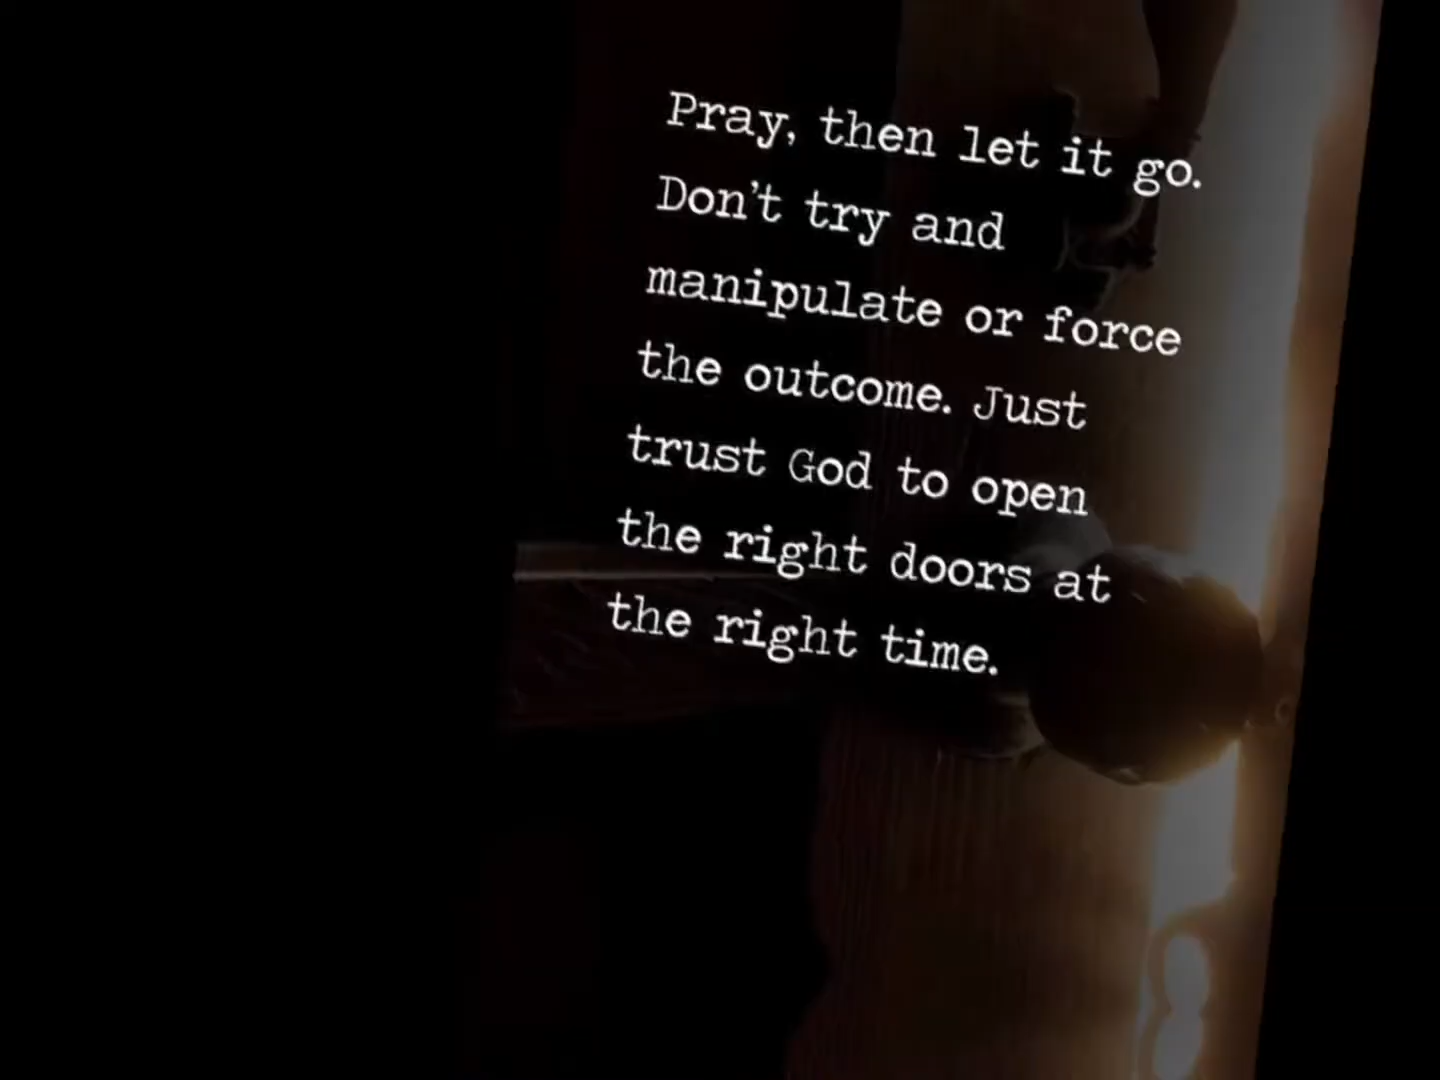 Pray, then let it go.
Don't try and
manipulate or force
the outcome. Just
trust God to open
the right doors at
the right time.